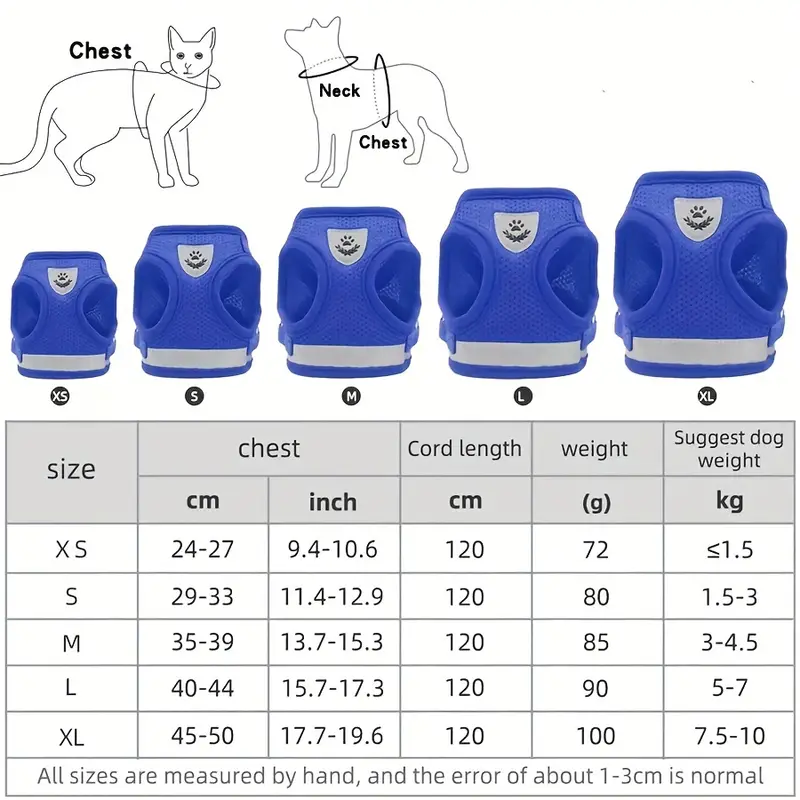 Chest
Neck
Chest
XS S M L XL
size chest Cord length weight Suggest dog weight
cm inch cm (g) kg
X S 24-27 9.4-10.6 120 72 ≤1.5
S 29-33 11.4-12.9 120 80 1.5-3
M 35-39 13.7-15.3 120 85 3-4.5
L 40-44 15.7-17.3 120 90 5-7
XL 45-50 17.7-19.6 120 100 7.5-10
All sizes are measured by hand, and the error of about 1-3cm is normal